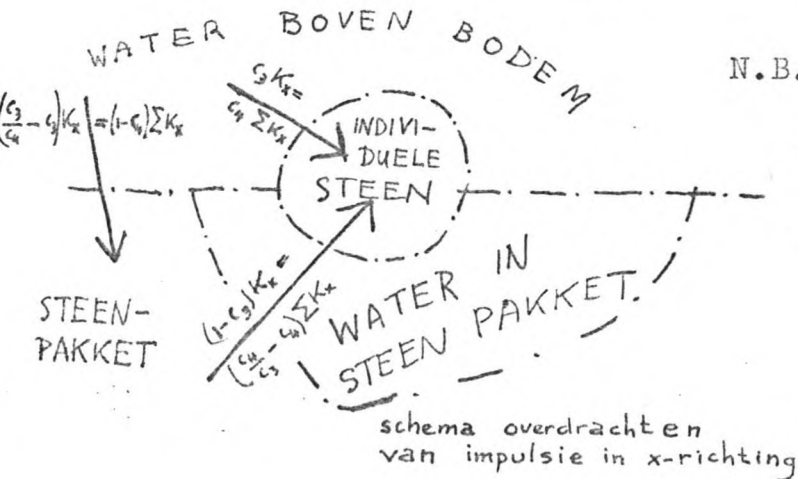 WATER BOVEN BODEM
N.B.
(c₃/c₄ - c₃)Kₓ = (1-c₄)ΣKₓ
c₃Kₓ =
c₄ΣKₓ
INDIVI-
DUELE
STEEN
STEEN-
PAKKET
(1-c₃)Kₓ =
(c₄/c₃ - c₄)ΣKₓ
WATER IN
STEEN PAKKET.
schema overdrachten
van impulsie in x-richting